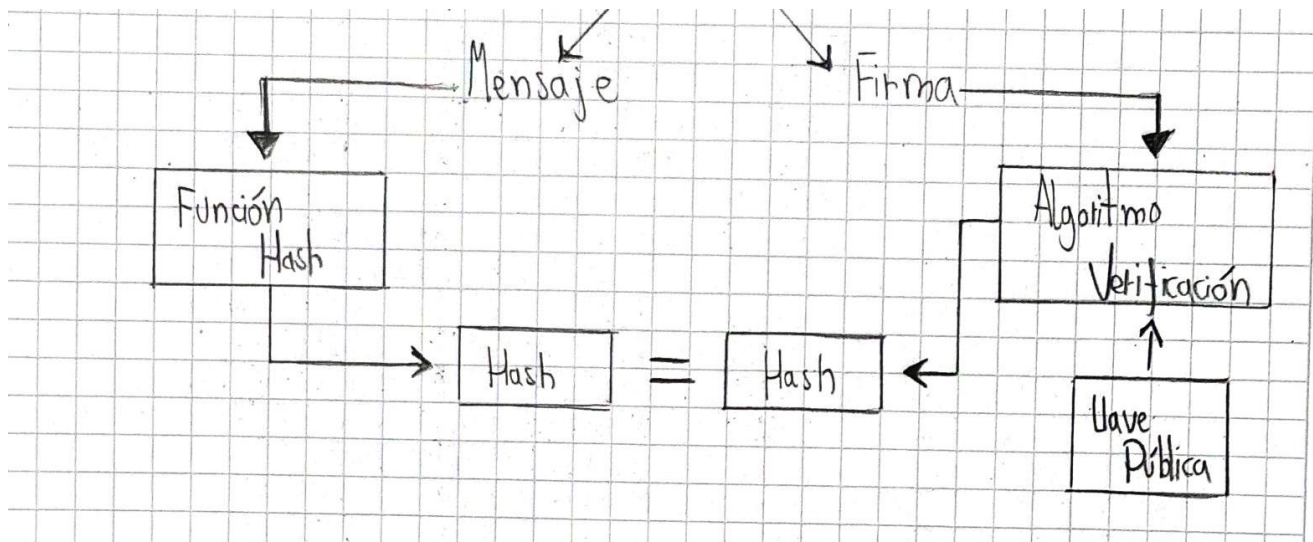 Mensaje
Firma
Función
Hash
Algoritmo
Verificación
Hash
=
Hash
Llave
Pública